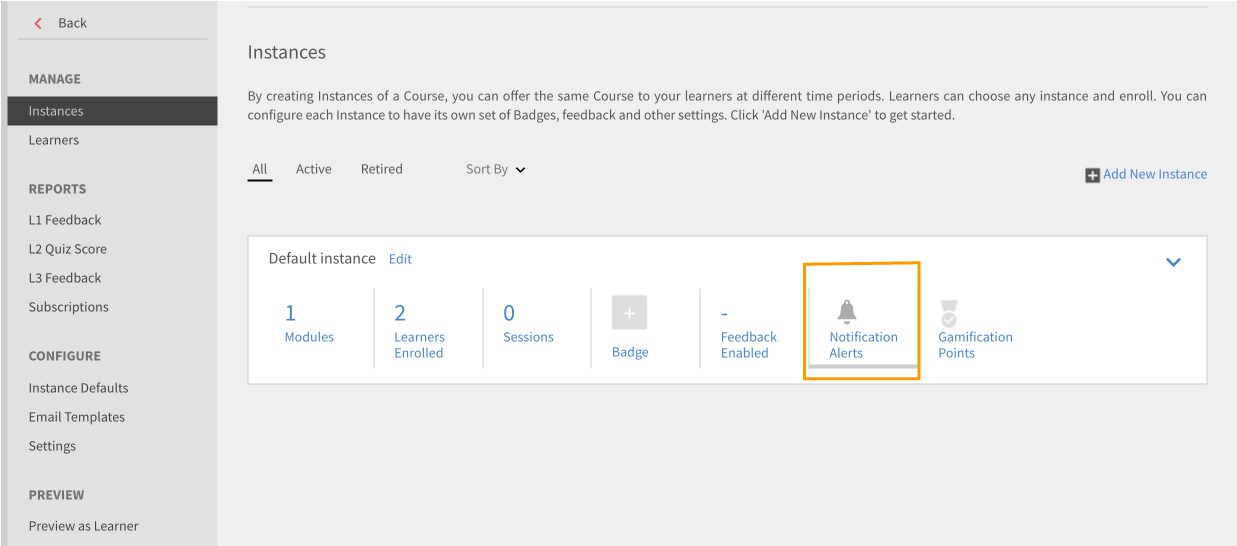 Back
MANAGE
Instances
Learners
REPORTS
L1 Feedback
L2 Quiz Score
L3 Feedback
Subscriptions
CONFIGURE
Instance Defaults
Email Templates
Settings
PREVIEW
Preview as Learner
Instances
By creating Instances of a Course, you can offer the same Course to your learners at different time periods. Learners can choose any instance and enroll. You can
configure each Instance to have its own set of Badges, feedback and other settings. Click 'Add New Instance' to get started.
All Active Retired Sort By
Add New Instance
Default instance Edit
1
Modules
2
Learners
Enrolled
0
Sessions
Badge
-
Feedback
Enabled
Notification
Alerts
Gamification
Points